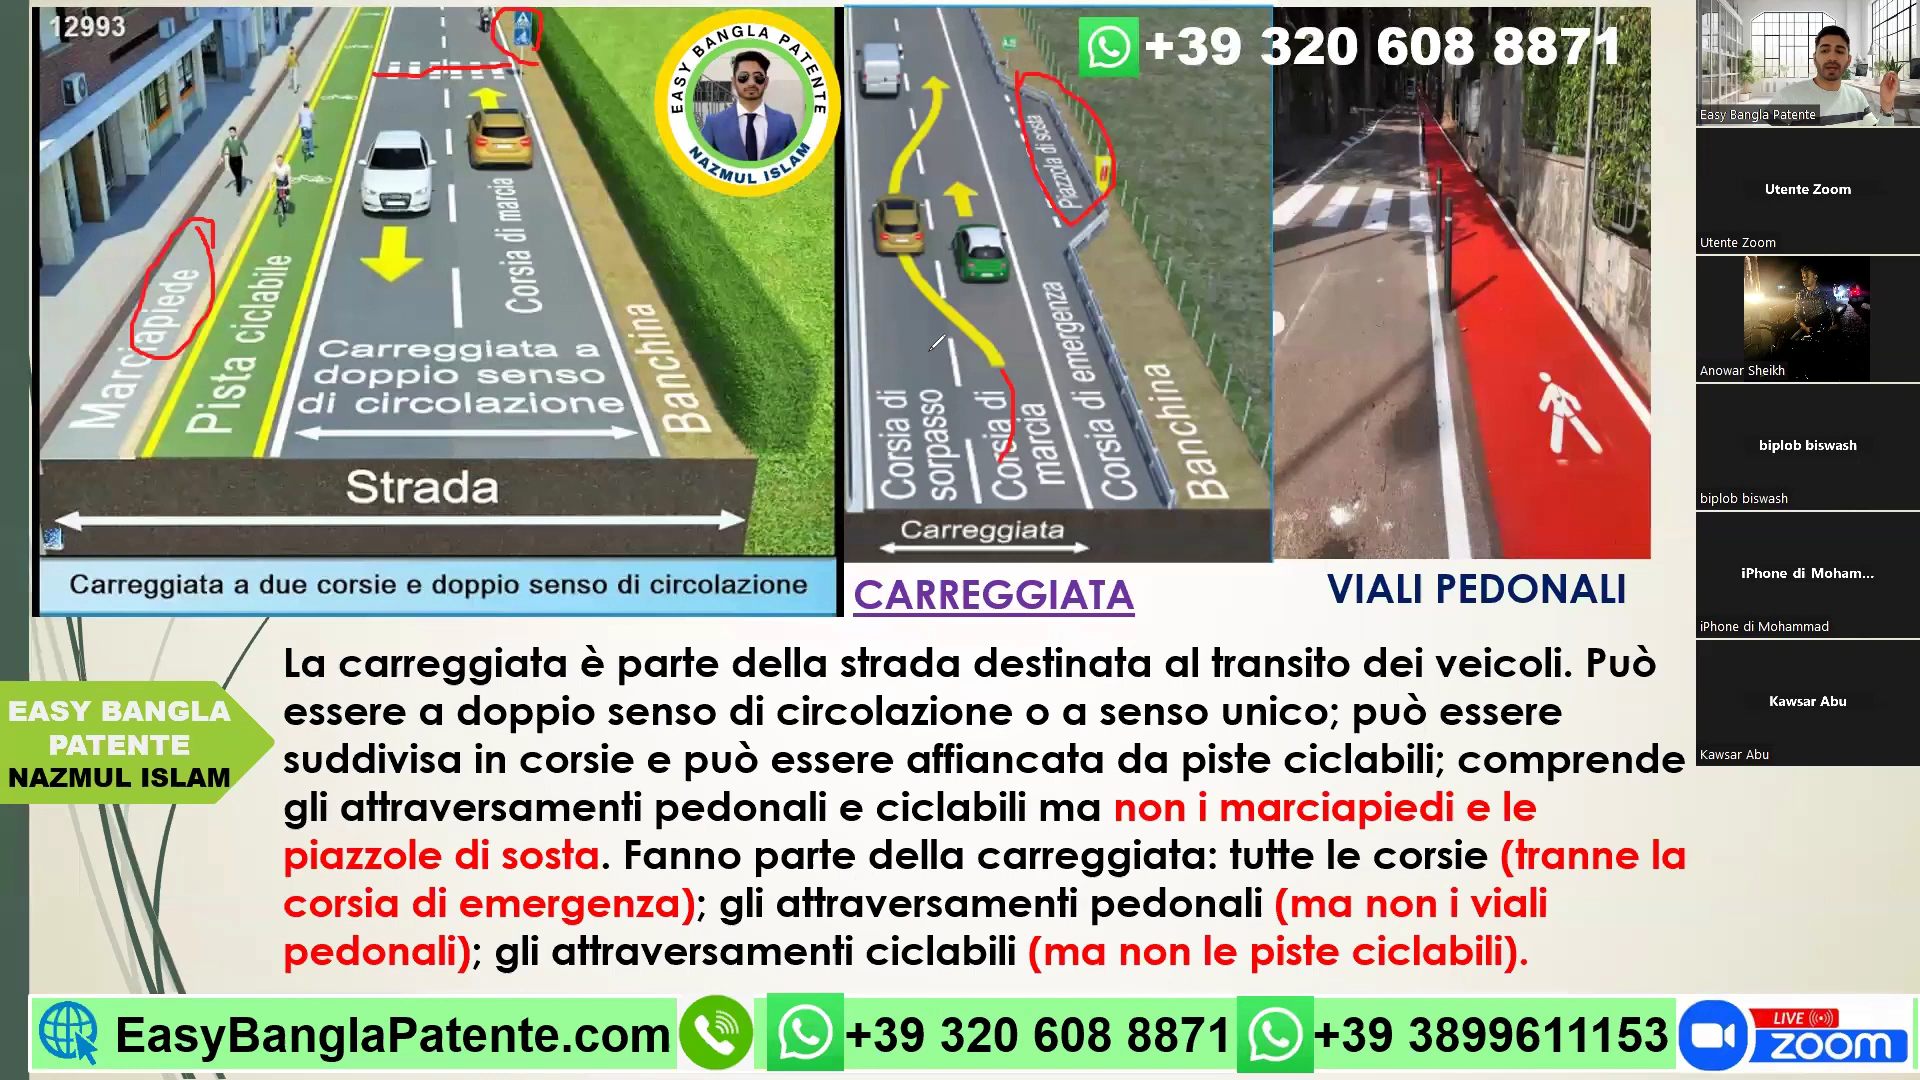 12993
Marciapiede
Pista ciclabile
Carreggiata a
doppio senso
di circolazione
Corsia di marcia
Banchina
Strada
Carreggiata a due corsie e doppio senso di circolazione
EASY BANGLA PATENTE
NAZMUL ISLAM
Piazzola di sosta
Corsia di
sorpasso
Corsia di
marcia
Corsia di emergenza
Banchina
Carreggiata
+39 320 608 8871
CARREGGIATA
VIALI PEDONALI
La carreggiata è parte della strada destinata al transito dei veicoli. Può
essere a doppio senso di circolazione o a senso unico; può essere
suddivisa in corsie e può essere affiancata da piste ciclabili; comprende
gli attraversamenti pedonali e ciclabili ma non i marciapiedi e le
piazzole di sosta. Fanno parte della carreggiata: tutte le corsie (tranne la
corsia di emergenza); gli attraversamenti pedonali (ma non i viali
pedonali); gli attraversamenti ciclabili (ma non le piste ciclabili).
EASY BANGLA
PATENTE
NAZMUL ISLAM
EasyBanglaPatente.com
+39 320 608 8871
+39 3899611153
LIVE
zoom
Easy Bangla Patente
Utente Zoom
Utente Zoom
Anowar Sheikh
biplob biswash
biplob biswash
iPhone di Moham...
iPhone di Mohammad
Kawsar Abu
Kawsar Abu